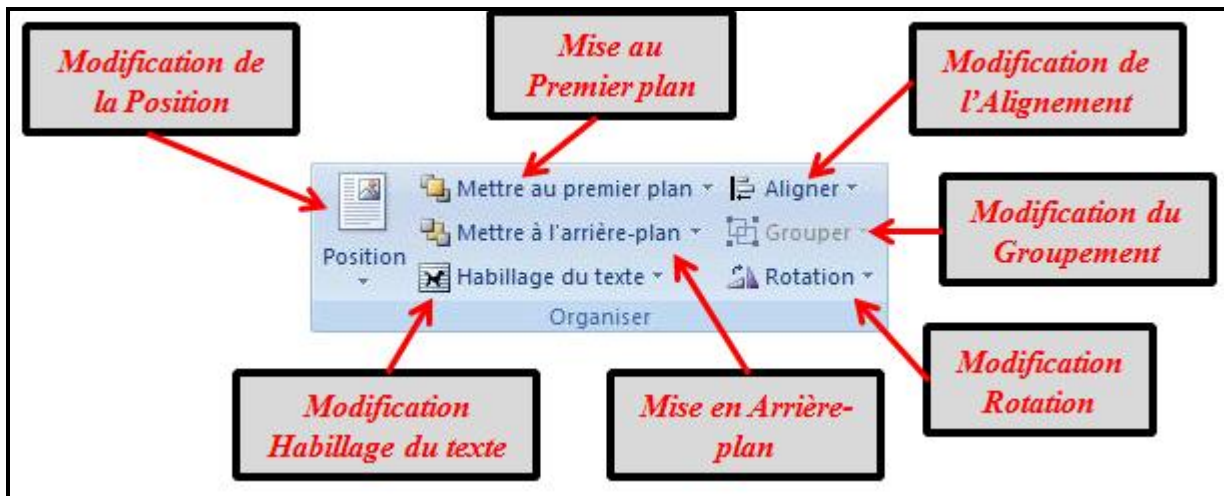 Modification de
la Position
Mise au
Premier plan
Modification de
l'Alignement
Mettre au premier plan
Aligner
Mettre à l'arrière-plan
Grouper
Position
Habillage du texte
Rotation
Organiser
Modification du
Groupement
Modification
Habillage du texte
Mise en Arrière-
plan
Modification
Rotation